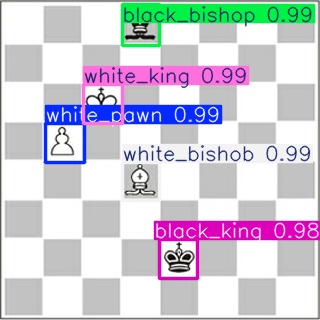 black_bishop 0.99
white_king 0.99
white_pawn 0.99
white_bishob 0.99
black_king 0.98